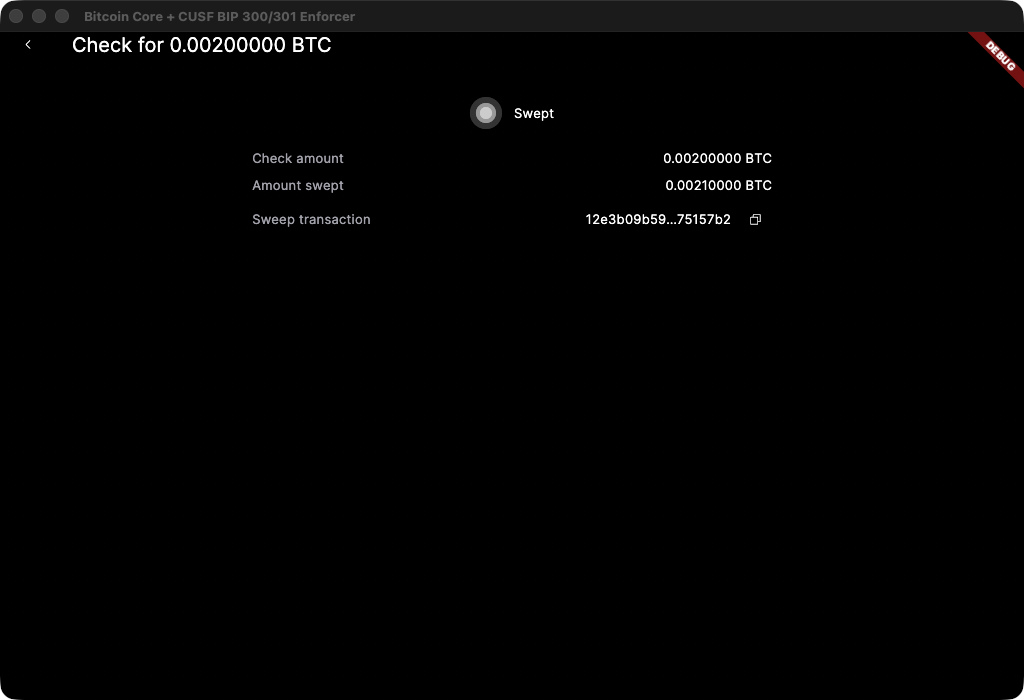 Bitcoin Core + CUSF BIP 300/301 Enforcer
Check for 0.00200000 BTC
DEBUG
Swept
Check amount 0.00200000 BTC
Amount swept 0.00210000 BTC
Sweep transaction 12e3b09b59...75157b2